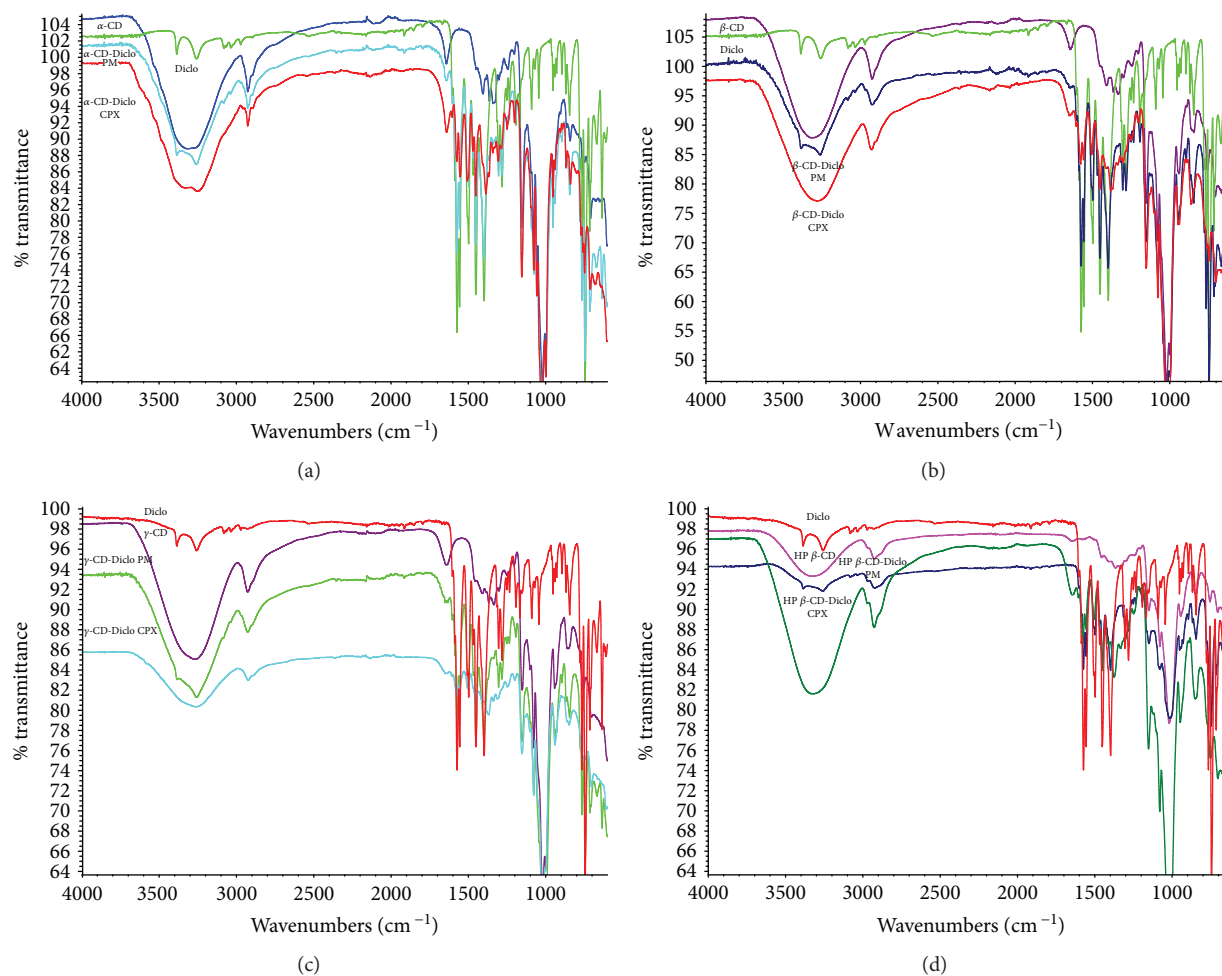 104
102
100
98
96
94
92
90
88
86
84
82
80
78
76
74
72
70
68
66
64
% transmittance
α-CD
α-CD-Diclo
PM
Diclo
α-CD-Diclo
CPX
4000 3500 3000 2500 2000 1500 1000
Wavenumbers (cm⁻¹)
(a)
105
100
95
90
85
80
75
70
65
60
55
50
% transmittance
β-CD
Diclo
β-CD-Diclo
PM
β-CD-Diclo
CPX
4000 3500 3000 2500 2000 1500 1000
Wavenumbers (cm⁻¹)
(b)
100
98
96
94
92
90
88
86
84
82
80
78
76
74
72
70
68
66
64
% transmittance
Diclo
γ-CD
γ-CD-Diclo PM
γ-CD-Diclo CPX
4000 3500 3000 2500 2000 1500 1000
Wavenumbers (cm⁻¹)
(c)
100
98
96
94
92
90
88
86
84
82
80
78
76
74
72
70
68
66
64
% transmittance
Diclo
HP β-CD
HP β-CD-Diclo
PM
HP β-CD-Diclo
CPX
4000 3500 3000 2500 2000 1500 1000
Wavenumbers (cm⁻¹)
(d)